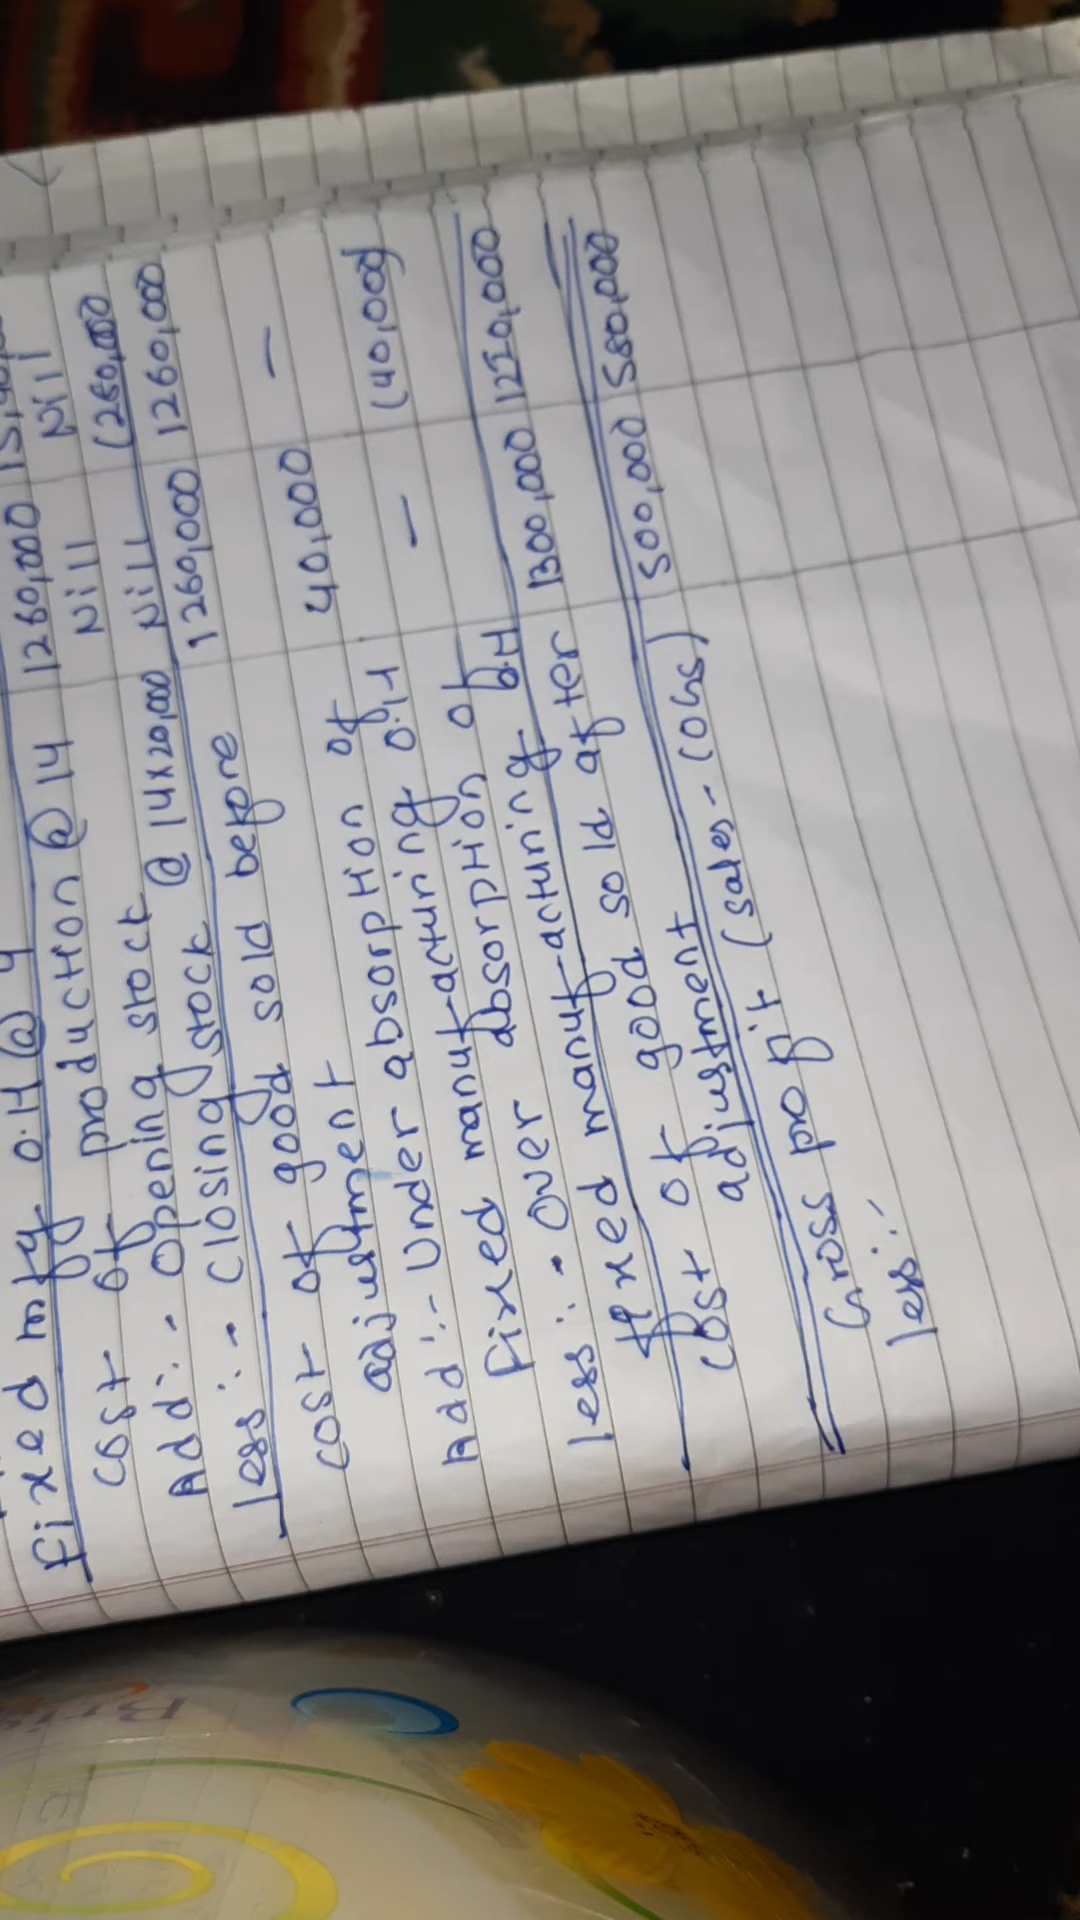 Fixed mfg O.H @ 4
cost of production @ 14 1260,000
Nill Nill
Add:- opening stock
less:- closing stock @ 14x20,000 Nill (280,000
cost of good sold before 1260,000 1260,000
adjustment
Add:- Under absorption of 40,000 -
Fixed manufacturing O.H
less:- Over absorption of - (40,000)
fixed manufacturing O.H
cost of good sold after 1300,000 1220,000
adjustment
Gross profit (sales - COGS) 500,000 580,000
less:-